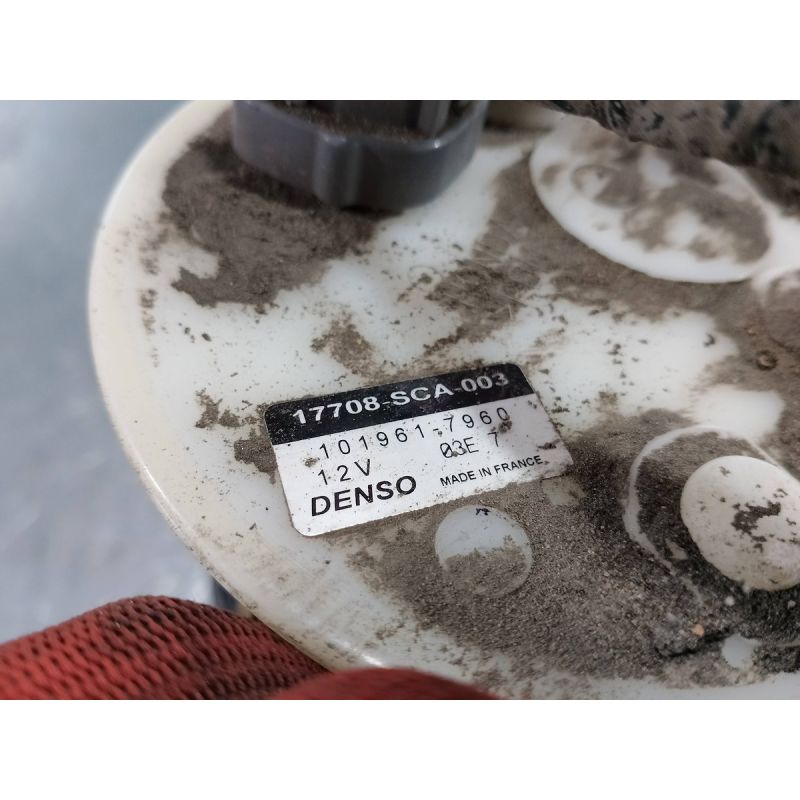 17708-SCA-003
101961-7960
12V 03E 7
DENSO MADE IN FRANCE